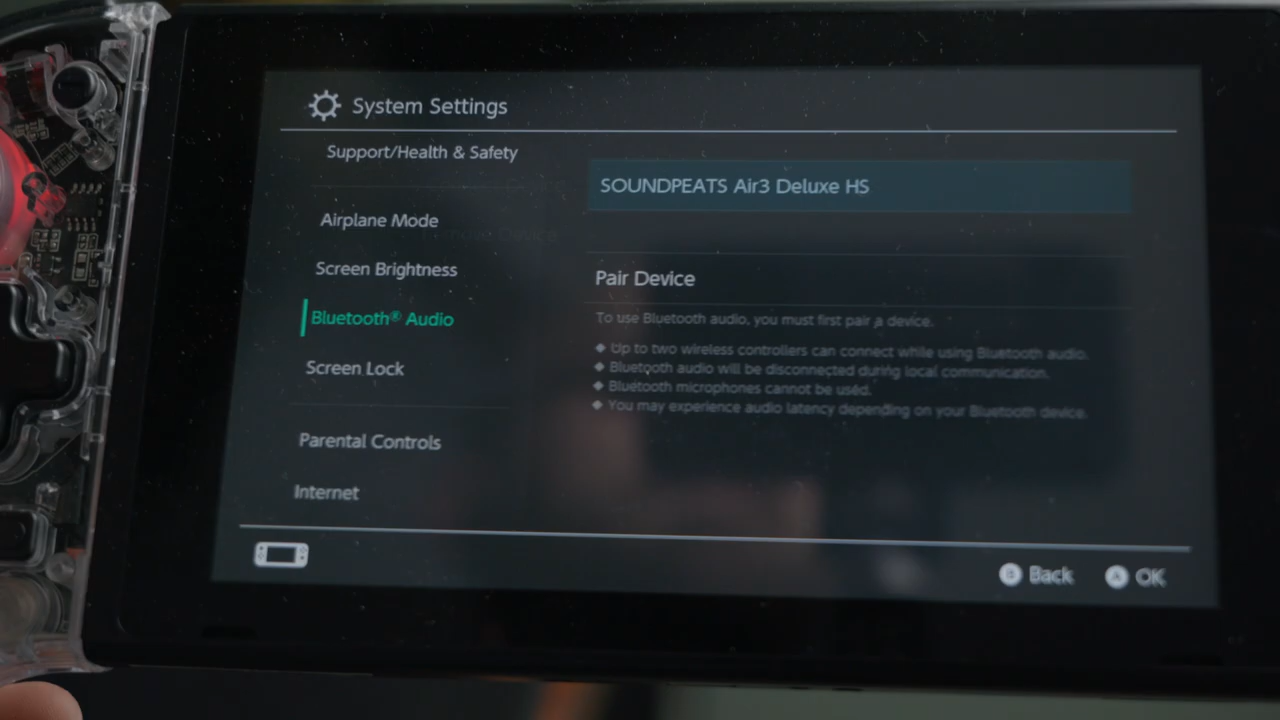 System Settings
Support/Health & Safety
Airplane Mode
Screen Brightness
Bluetooth® Audio
Screen Lock
Parental Controls
Internet
SOUNDPEATS Air3 Deluxe HS
Remove Device
Pair Device
To use Bluetooth audio, you must first pair a device.
◆ Up to two wireless controllers can connect while using Bluetooth audio.
◆ Bluetooth audio will be disconnected during local communication.
◆ Bluetooth microphones cannot be used.
◆ You may experience audio latency depending on your Bluetooth device.
B Back
A OK